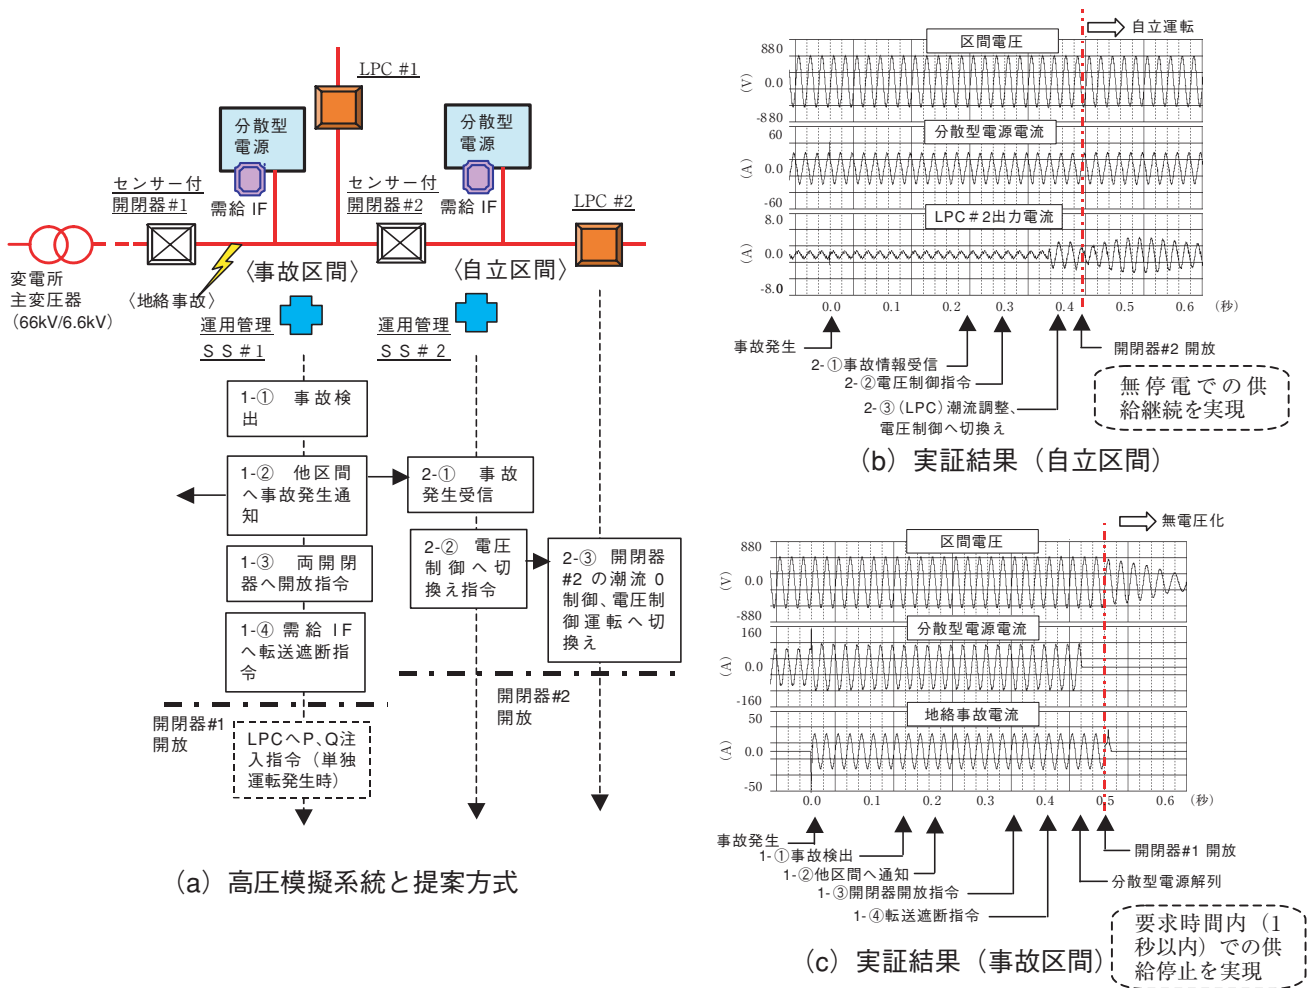 LPC #1
分散型
電源
分散型
電源
センサー付
開閉器#1
需給 IF
センサー付
開閉器#2
需給 IF
LPC #2
変電所
主変圧器
(66kV/6.6kV)
〈地絡事故〉
〈事故区間〉
〈自立区間〉
運用管理
SS#1
運用管理
SS#2
1-① 事故検
出
1-② 他区間
へ事故発生通
知
2-① 事故
発生受信
1-③ 両開閉
器へ開放指令
2-② 電圧
制御へ切
換え指令
2-③ 開閉器
#2 の潮流 0
制御、電圧制
御運転へ切
換え
1-④ 需給 IF
へ転送遮断指
令
開閉器#1
開放
開閉器#2
開放
LPCへP、Q注
入指令（単独
運転発生時）
(a) 高圧模擬系統と提案方式
自立運転
区間電圧
880
0.0
-880
(V)
分散型電源電流
60
0.0
-60
(A)
LPC#2出力電流
8.0
0.0
-8.0
(A)
0.0 0.1 0.2 0.3 0.4 0.5 0.6 (秒)
事故発生
2-①事故情報受信
2-②電圧制御指令
2-③(LPC)潮流調整、
電圧制御へ切換え
開閉器#2 開放
無停電での供
給継続を実現
(b) 実証結果（自立区間）
無電圧化
区間電圧
880
0.0
-880
(V)
分散型電源電流
160
0.0
-160
(A)
地絡事故電流
50
0.0
-50
(A)
0.0 0.1 0.2 0.3 0.4 0.5 0.6 (秒)
事故発生
1-①事故検出
1-②他区間へ通知
1-③開閉器開放指令
1-④転送遮断指令
開閉器#1 開放
分散型電源解列
要求時間内（1
秒以内）での供
給停止を実現
(c) 実証結果（事故区間）